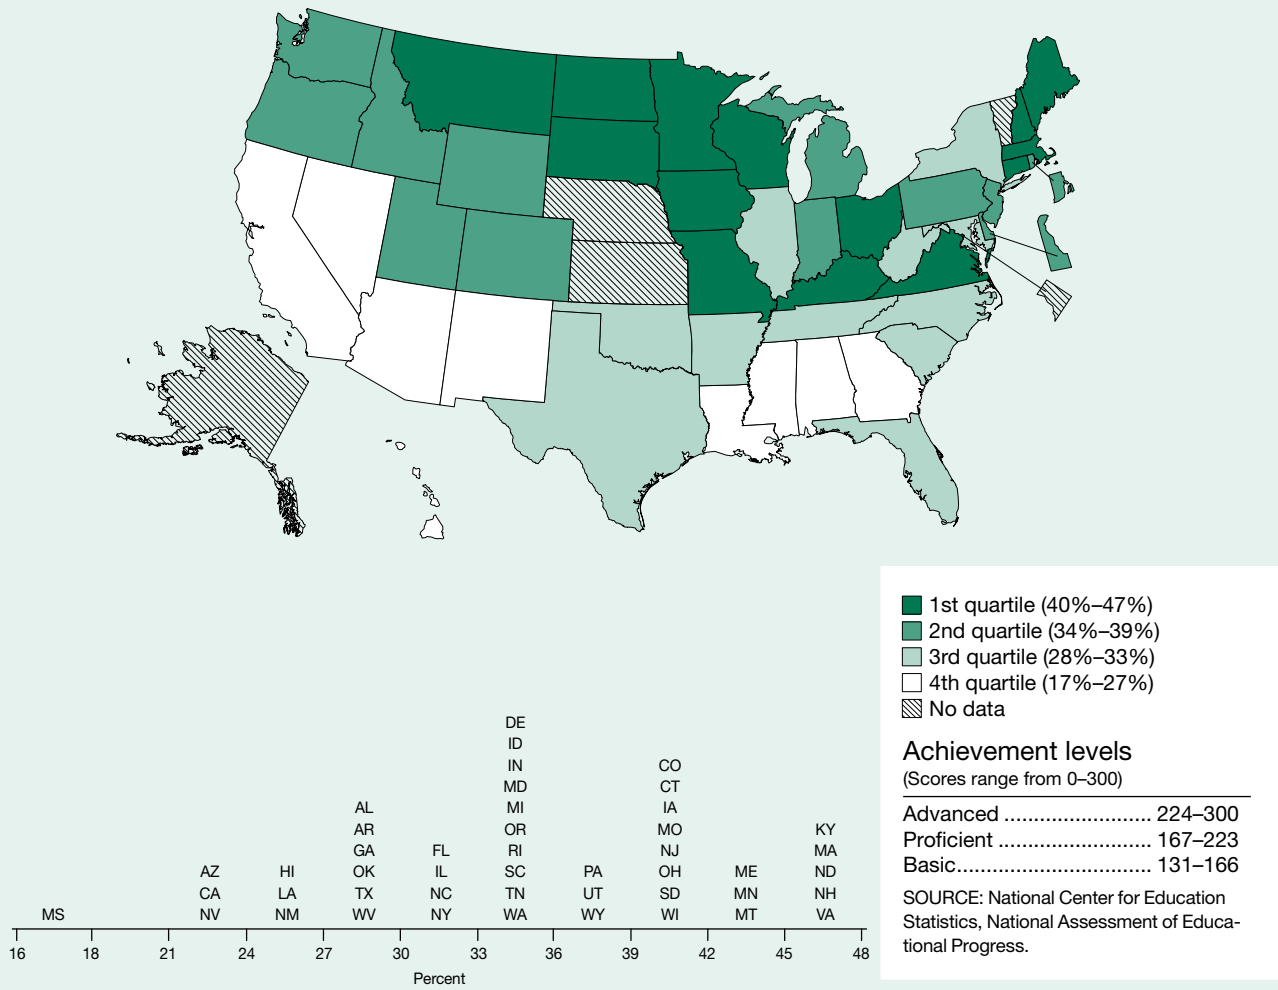 1st quartile (40%–47%)
2nd quartile (34%–39%)
3rd quartile (28%–33%)
4th quartile (17%–27%)
No data
Achievement levels
(Scores range from 0–300)
Advanced .......................... 224–300
Proficient ........................... 167–223
Basic................................... 131–166
SOURCE: National Center for Education
Statistics, National Assessment of Educa-
tional Progress.
DE
ID
IN CO
MD CT
AL MI IA
AR OR MO KY
GA FL RI NJ MA
AZ HI OK IL SC PA OH ME ND
CA LA TX NC TN UT SD MN NH
MS NV NM WV NY WA WY WI MT VA
16 18 21 24 27 30 33 36 39 42 45 48
Percent